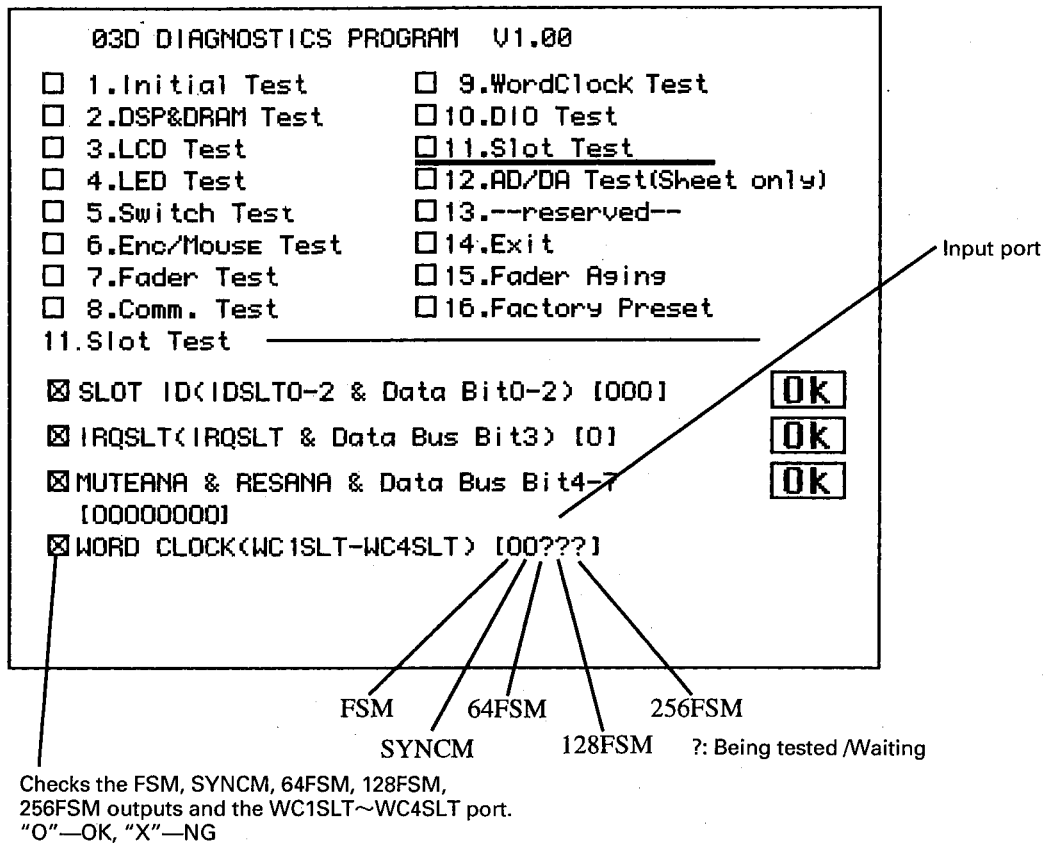 03D DIAGNOSTICS PROGRAM V1.00
1.Initial Test
2.DSP&DRAM Test
3.LCD Test
4.LED Test
5.Switch Test
6.Enc/Mouse Test
7.Fader Test
8.Comm. Test
9.WordClock Test
10.DIO Test
11.Slot Test
12.AD/DA Test(Sheet only)
13.--reserved--
14.Exit
15.Fader Aging
16.Factory Preset
Input port
11.Slot Test
SLOT ID(IDSLT0-2 & Data Bit0-2) [000] Ok
IRQSLT(IRQSLT & Data Bus Bit3) [0] Ok
MUTEANA & RESANA & Data Bus Bit4-7 Ok
[00000000]
WORD CLOCK(WC1SLT-WC4SLT) [00???]
FSM 64FSM 256FSM
SYNCM 128FSM ?: Being tested /Waiting
Checks the FSM, SYNCM, 64FSM, 128FSM,
256FSM outputs and the WC1SLT~WC4SLT port.
"O"—OK, "X"—NG